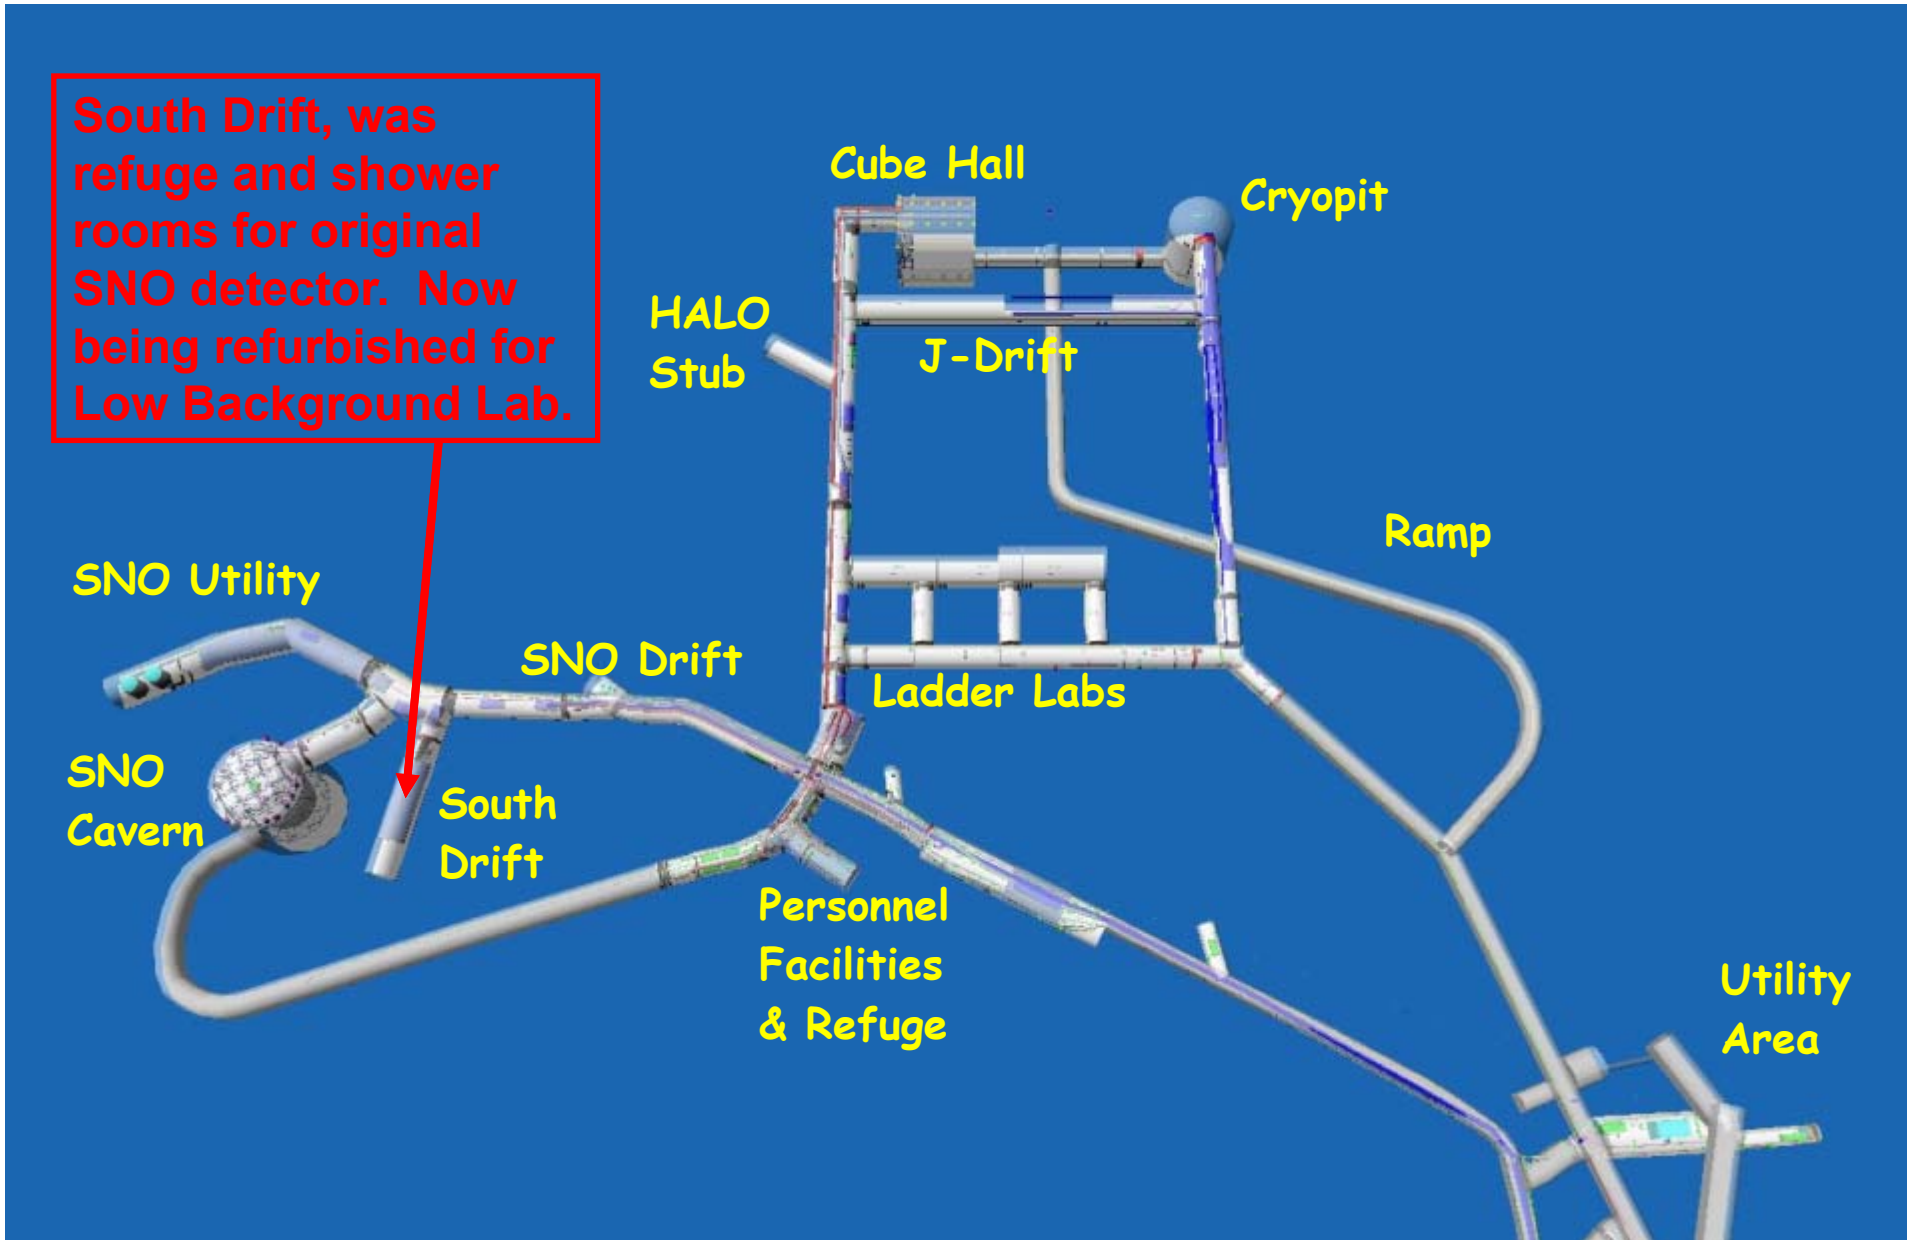 South Drift, was
refuge and shower
rooms for original
SNO detector.  Now
being refurbished for
Low Background Lab.
Cube Hall
Cryopit
HALO
Stub
J-Drift
Ramp
SNO Utility
SNO Drift
Ladder Labs
SNO
Cavern
South
Drift
Personnel
Facilities
& Refuge
Utility
Area